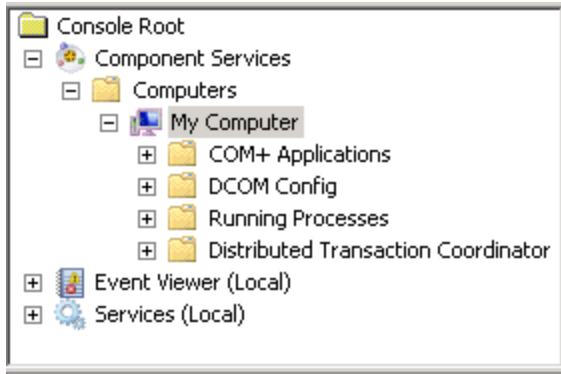 Console Root
Component Services
Computers
My Computer
COM+ Applications
DCOM Config
Running Processes
Distributed Transaction Coordinator
Event Viewer (Local)
Services (Local)